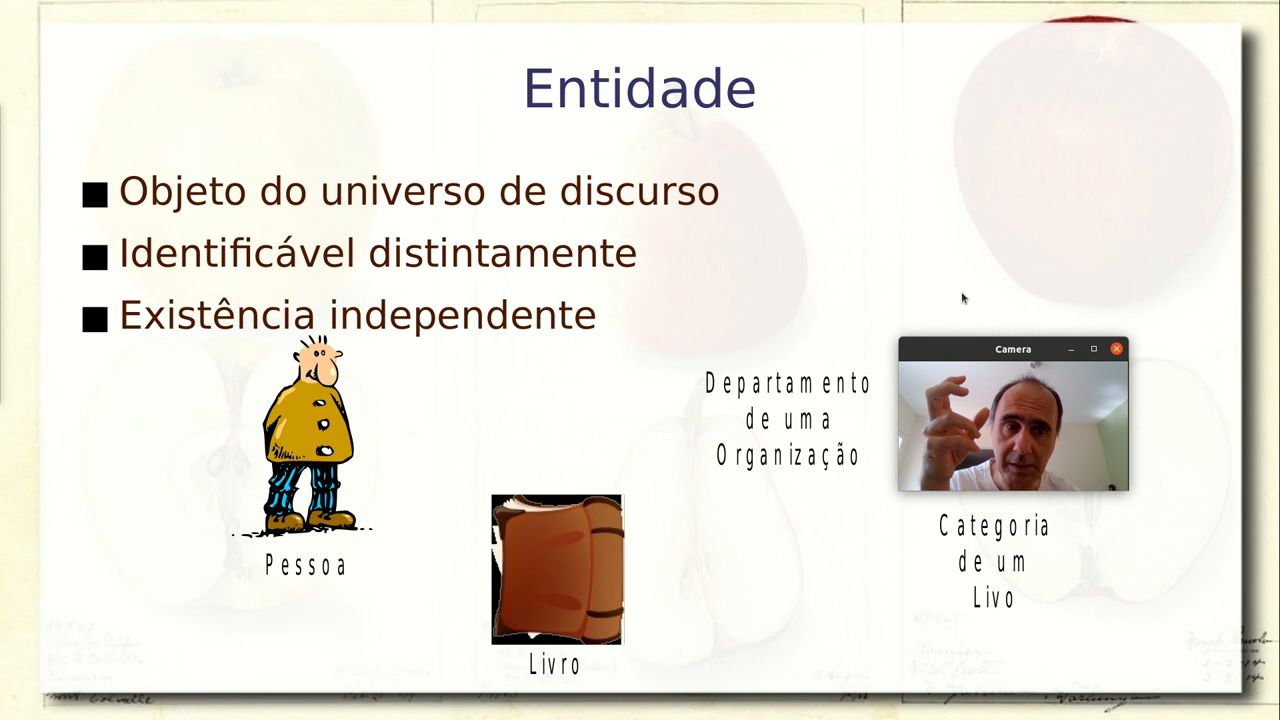 Entidade
Objeto do universo de discurso
Identificável distintamente
Existência independente
Departamento
de uma
Organização
Camera
Categoria
de um
Livo
Pessoa
Livro